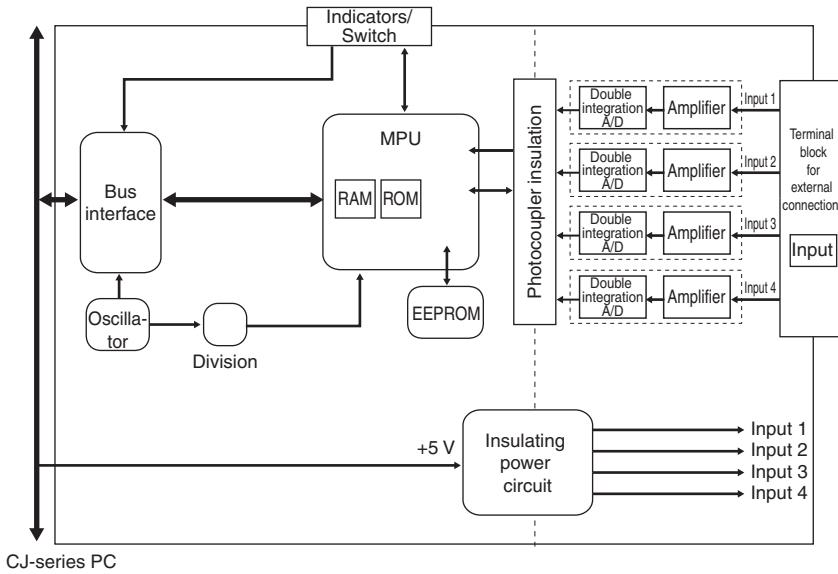 Indicators/
Switch
MPU
RAM
ROM
Bus
interface
Oscilla-
tor
Division
EEPROM
Photocoupler insulation
Double
integration
A/D
Amplifier
Input 1
Double
integration
A/D
Amplifier
Input 2
Double
integration
A/D
Amplifier
Input 3
Double
integration
A/D
Amplifier
Input 4
Terminal
block
for
external
connection
Input
+5 V
Insulating
power
circuit
Input 1
Input 2
Input 3
Input 4
CJ-series PC